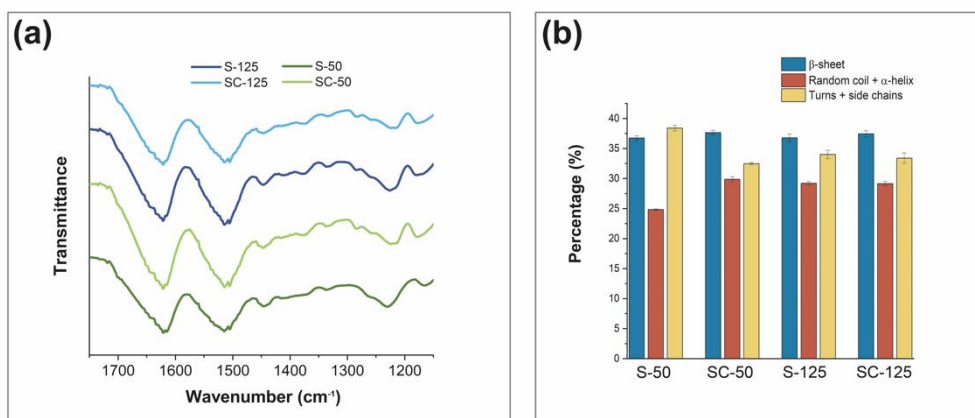 (a)
S-125 S-50
SC-125 SC-50
Transmittance
1700 1600 1500 1400 1300 1200
Wavenumber (cm⁻¹)
(b)
β-sheet
Random coil + α-helix
Turns + side chains
Percentage (%)
40
35
30
25
20
15
10
5
0
S-50 SC-50 S-125 SC-125